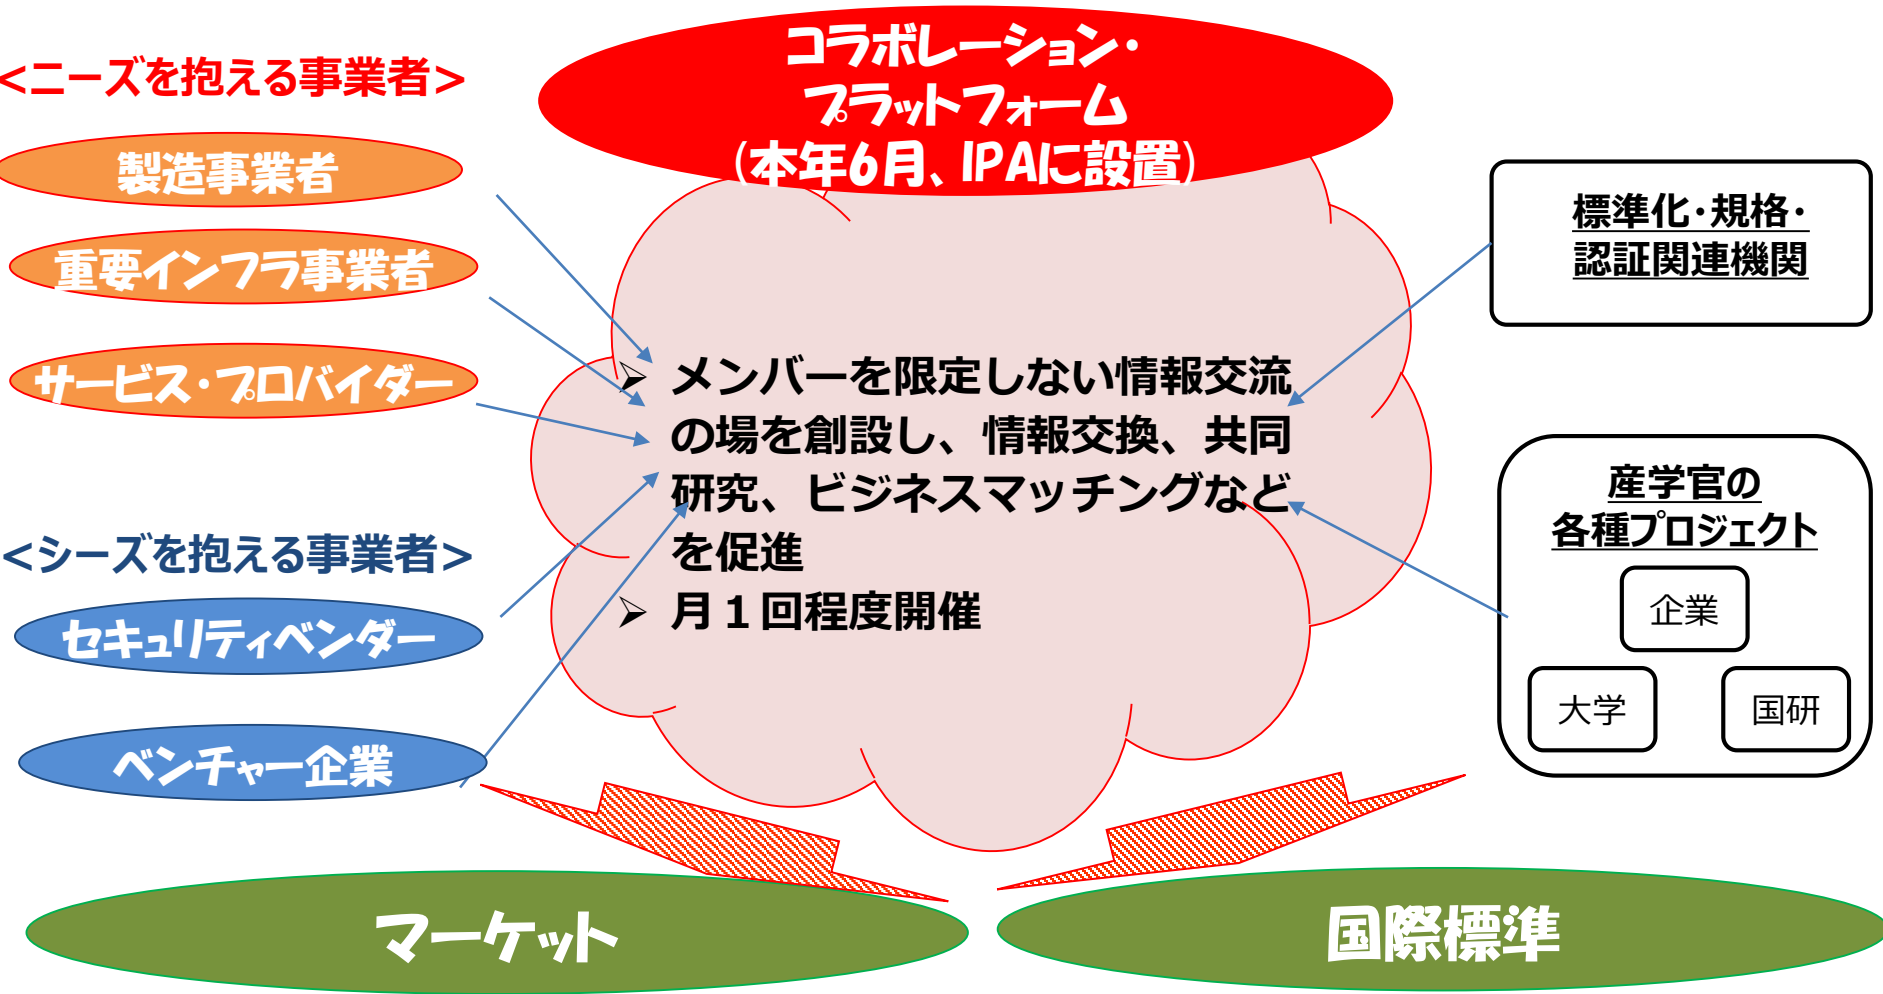 コラボレーション・
プラットフォーム
(本年6月、IPAに設置)
<ニーズを抱える事業者>
製造事業者
重要インフラ事業者
サービス・プロバイダー
<シーズを抱える事業者>
セキュリティベンダー
ベンチャー企業
➢ メンバーを限定しない情報交流
の場を創設し、情報交換、共同
研究、ビジネスマッチングなど
を促進
➢ 月１回程度開催
標準化・規格・
認証関連機関
産学官の
各種プロジェクト
企業
大学
国研
マーケット
国際標準